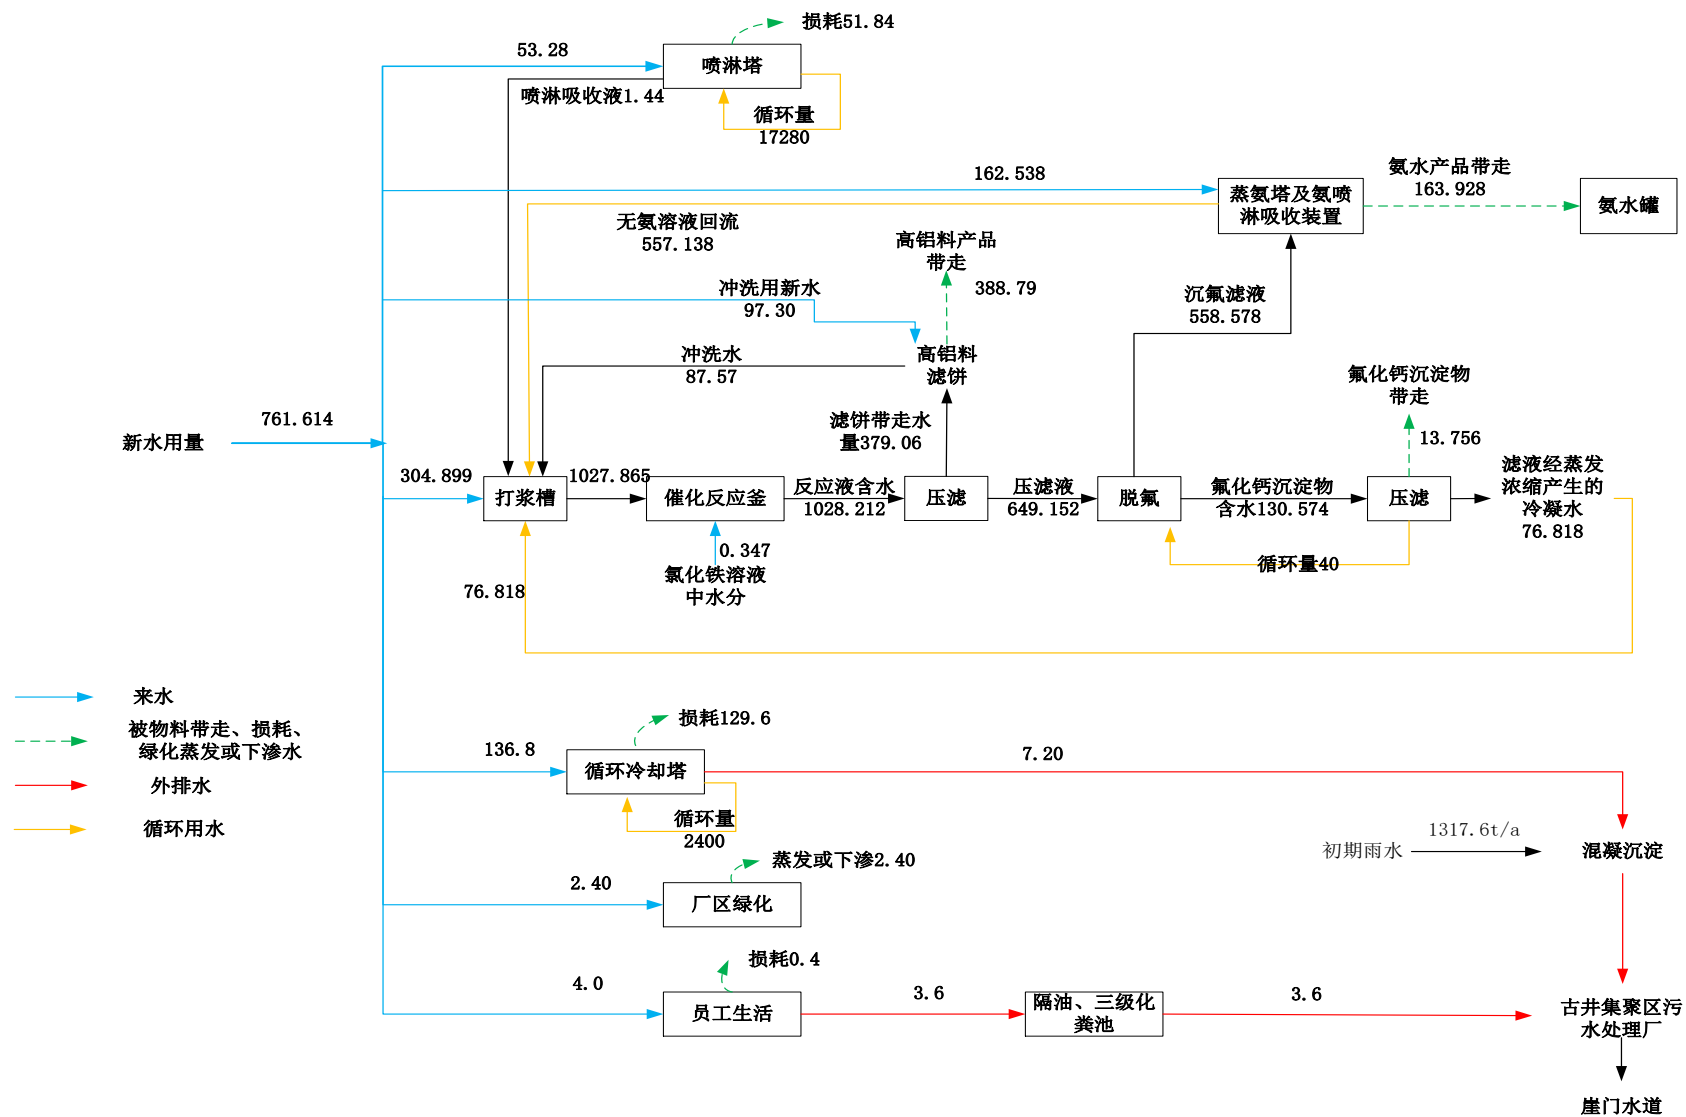 损耗51.84
53.28
喷淋塔
喷淋吸收液1.44
循环量
17280
162.538
氨水产品带走
163.928
蒸氨塔及氨喷
淋吸收装置
氨水罐
无氨溶液回流
557.138
高铝料产品
带走
388.79
冲洗用新水
97.30
沉氟滤液
558.578
冲洗水
87.57
高铝料
滤饼
氟化钙沉淀物
带走
13.756
新水用量
761.614
滤饼带走水
量379.06
304.899
打浆槽
1027.865
催化反应釜
反应液含水
1028.212
压滤
压滤液
649.152
脱氟
氟化钙沉淀物
含水130.574
压滤
滤液经蒸发
浓缩产生的
冷凝水
76.818
0.347
氯化铁溶液
中水分
循环量40
76.818
来水
被物料带走、损耗、
绿化蒸发或下渗水
外排水
循环用水
损耗129.6
136.8
循环冷却塔
7.20
循环量
2400
1317.6t/a
初期雨水
混凝沉淀
蒸发或下渗2.40
2.40
厂区绿化
损耗0.4
4.0
员工生活
3.6
隔油、三级化
粪池
3.6
古井集聚区污
水处理厂
崖门水道